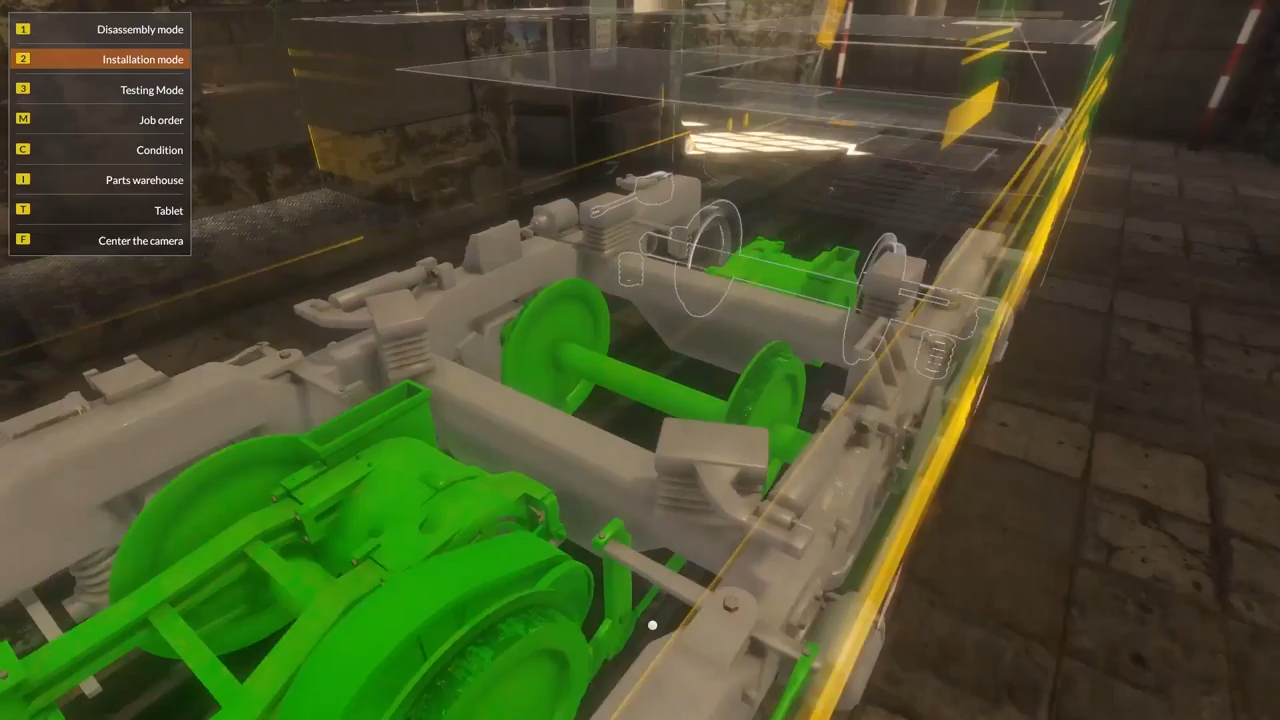 1 Disassembly mode
2 Installation mode
3 Testing Mode
M Job order
C Condition
I Parts warehouse
T Tablet
F Center the camera